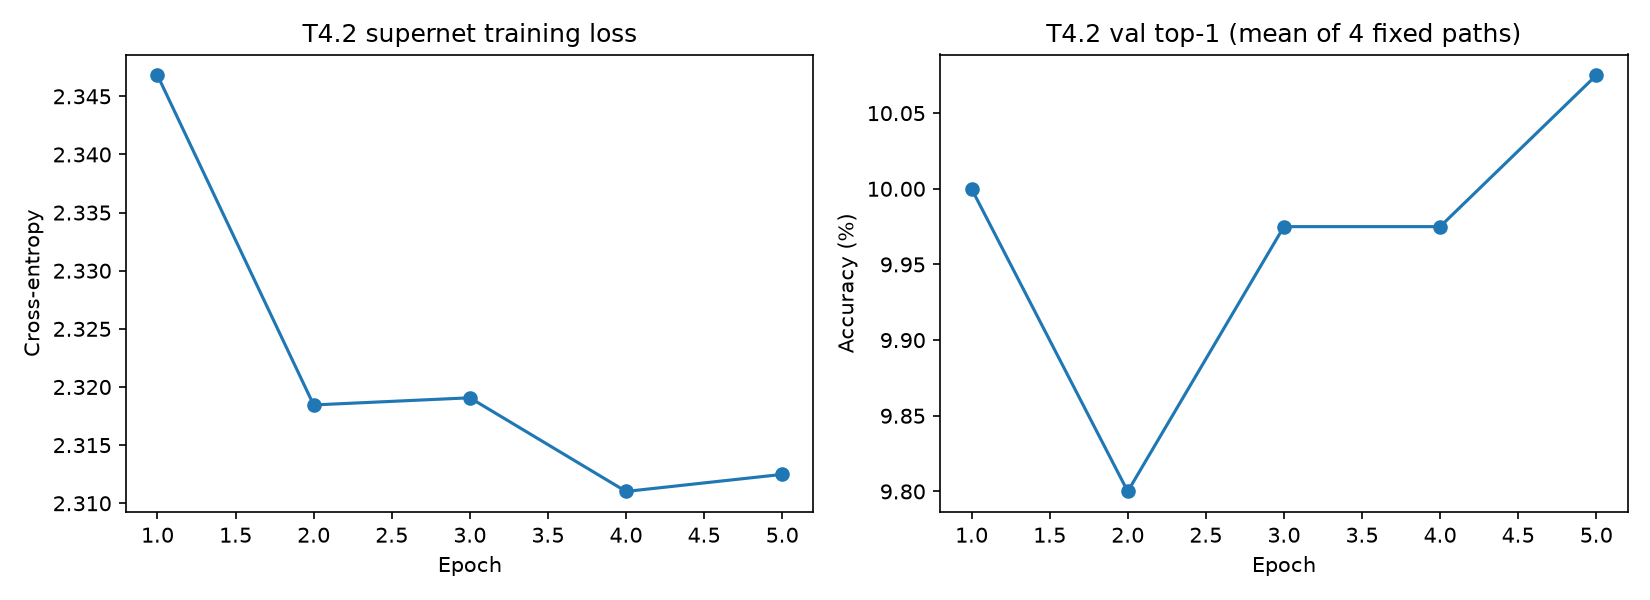 T4.2 supernet training loss
Cross-entropy
2.345
2.340
2.335
2.330
2.325
2.320
2.315
2.310
1.0 1.5 2.0 2.5 3.0 3.5 4.0 4.5 5.0
Epoch
T4.2 val top-1 (mean of 4 fixed paths)
Accuracy (%)
10.05
10.00
9.95
9.90
9.85
9.80
1.0 1.5 2.0 2.5 3.0 3.5 4.0 4.5 5.0
Epoch